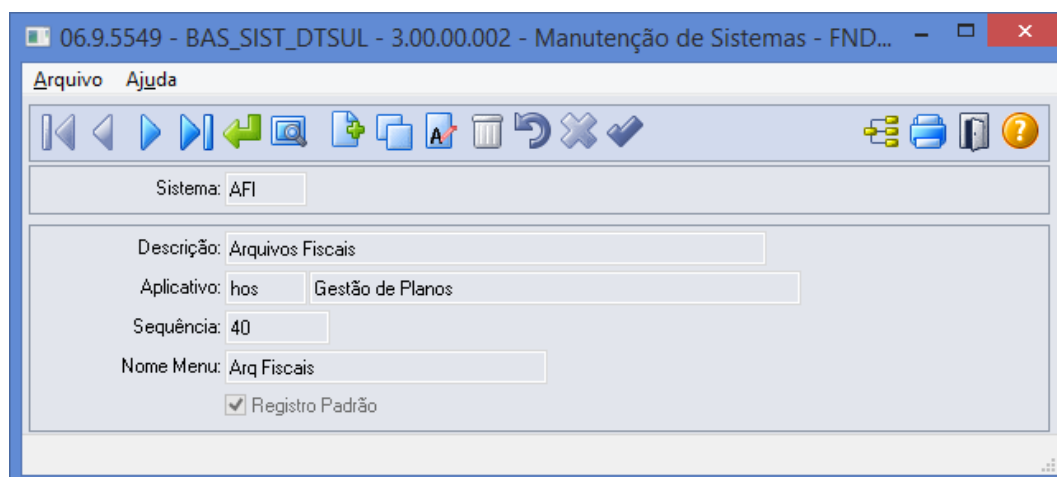 06.9.5549 - BAS_SIST_DTSUL - 3.00.00.002 - Manutenção de Sistemas - FND...
Arquivo Ajuda
Sistema: AFI
Descrição: Arquivos Fiscais
Aplicativo: hos Gestão de Planos
Sequência: 40
Nome Menu: Arq Fiscais
Registro Padrão